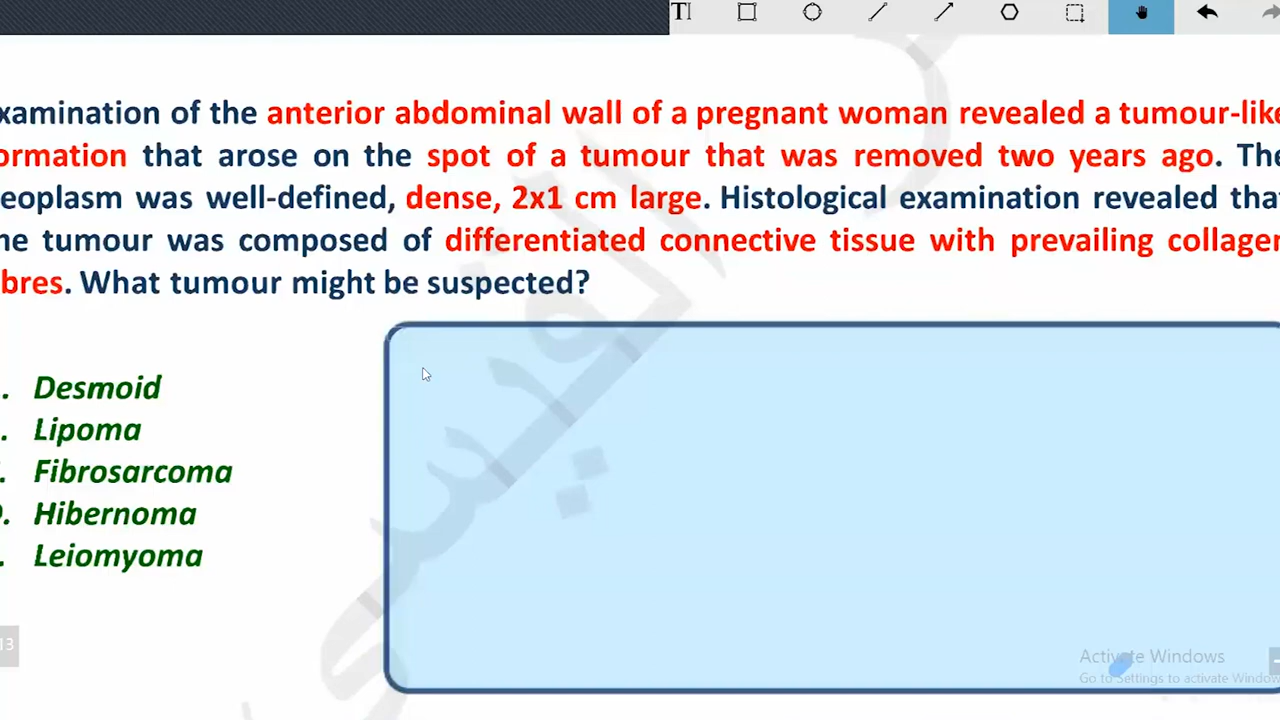 xamination of the anterior abdominal wall of a pregnant woman revealed a tumour-like
ormation that arose on the spot of a tumour that was removed two years ago. The
eoplasm was well-defined, dense, 2x1 cm large. Histological examination revealed that
he tumour was composed of differentiated connective tissue with prevailing collagen
bres. What tumour might be suspected?
. Desmoid
. Lipoma
. Fibrosarcoma
D. Hibernoma
. Leiomyoma
13
Activate Windows
Go to Settings to activate Window